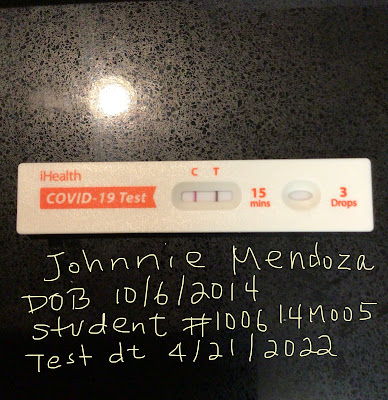 C T
iHealth
COVID-19 Test 15 mins 3 Drops
Johnnie Mendoza
DOB 10/6/2014
Student #100614M005
Test dt 4/21/2022